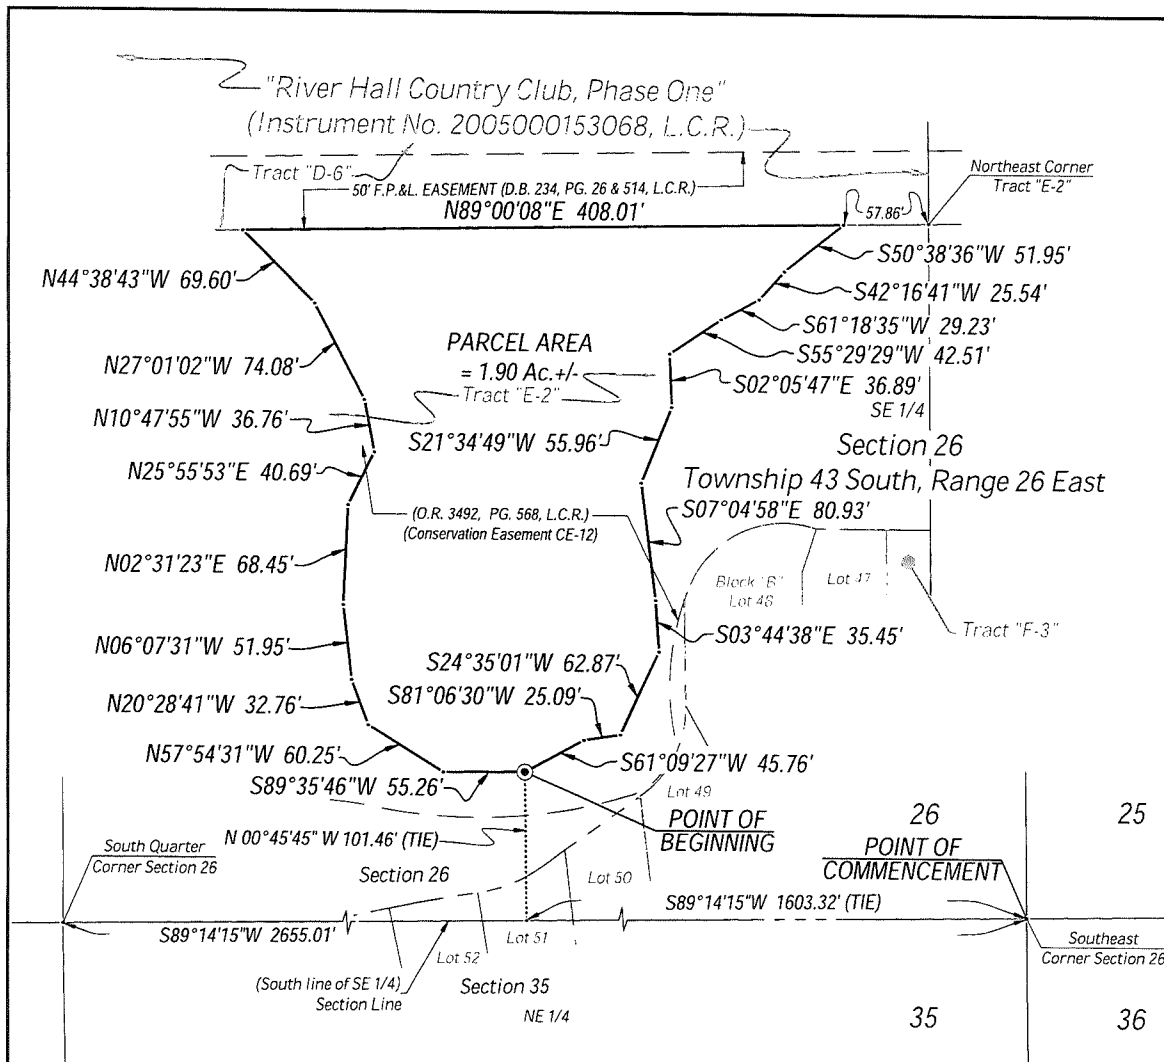 "River Hall Country Club, Phase One"
(Instrument No. 2005000153068, L.C.R.)
Northeast Corner
Tract "E-2"
Tract "D-6"
50' F.P.&L. EASEMENT (D.B. 234, PG. 26 & 514, L.C.R.)
N89°00'08"E 408.01'
57.86'
N44°38'43"W 69.60'
S50°38'36"W 51.95'
S42°16'41"W 25.54'
S61°18'35"W 29.23'
S55°29'29"W 42.51'
PARCEL AREA
= 1.90 Ac.+/-
Tract "E-2"
N27°01'02"W 74.08'
S02°05'47"E 36.89'
SE 1/4
N10°47'55"W 36.76'
S21°34'49"W 55.96'
Section 26
Township 43 South, Range 26 East
N25°55'53"E 40.69'
S07°04'58"E 80.93'
(O.R. 3492, PG. 568, L.C.R.)
(Conservation Easement CE-12)
N02°31'23"E 68.45'
Block "B"
Lot 48
Lot 47
Tract "F-3"
S03°44'38"E 35.45'
N06°07'31"W 51.95'
S24°35'01"W 62.87'
S81°06'30"W 25.09'
N20°28'41"W 32.76'
N57°54'31"W 60.25'
S61°09'27"W 45.76'
S89°35'46"W 55.26'
Lot 49
POINT OF
BEGINNING
N 00°45'45" W 101.46' (TIE)
26
25
POINT OF
COMMENCEMENT
South Quarter
Corner Section 26
Section 26
Lot 50
S89°14'15"W 1603.32' (TIE)
S89°14'15"W 2655.01'
Lot 51
Lot 52
Southeast
Corner Section 26
(South line of SE 1/4)
Section Line
Section 35
NE 1/4
35
36